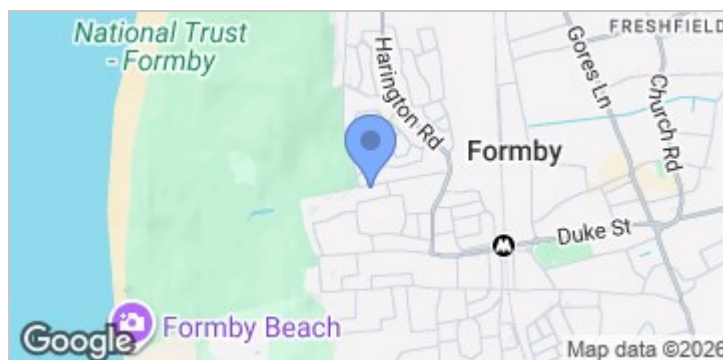 National Trust
- Formby
Harington Rd
FRESHFIELD
Gores Ln
Church Rd
Formby
Duke St
M
Formby Beach
Google
Map data ©2026